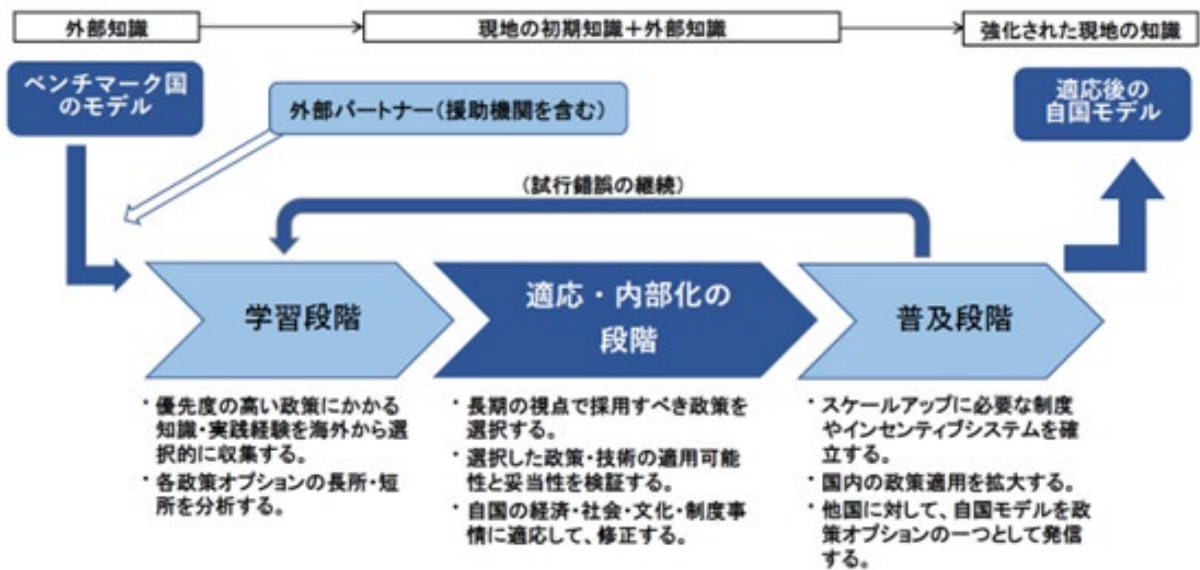 外部知識
現地の初期知識＋外部知識
強化された現地の知識
ベンチマーク国
のモデル
外部パートナー（援助機関を含む）
適応後の
自国モデル
（試行錯誤の継続）
学習段階
適応・内部化の
段階
普及段階
・優先度の高い政策にかかる
知識・実践経験を海外から選
択的に収集する。
・各政策オプションの長所・短
所を分析する。
・長期の視点で採用すべき政策を
選択する。
・選択した政策・技術の適用可能
性と妥当性を検証する。
・自国の経済・社会・文化・制度事
情に適応して、修正する。
・スケールアップに必要な制度
やインセンティブシステムを確
立する。
・国内の政策適用を拡大する。
・他国に対して、自国モデルを政
策オプションの一つとして発信
する。